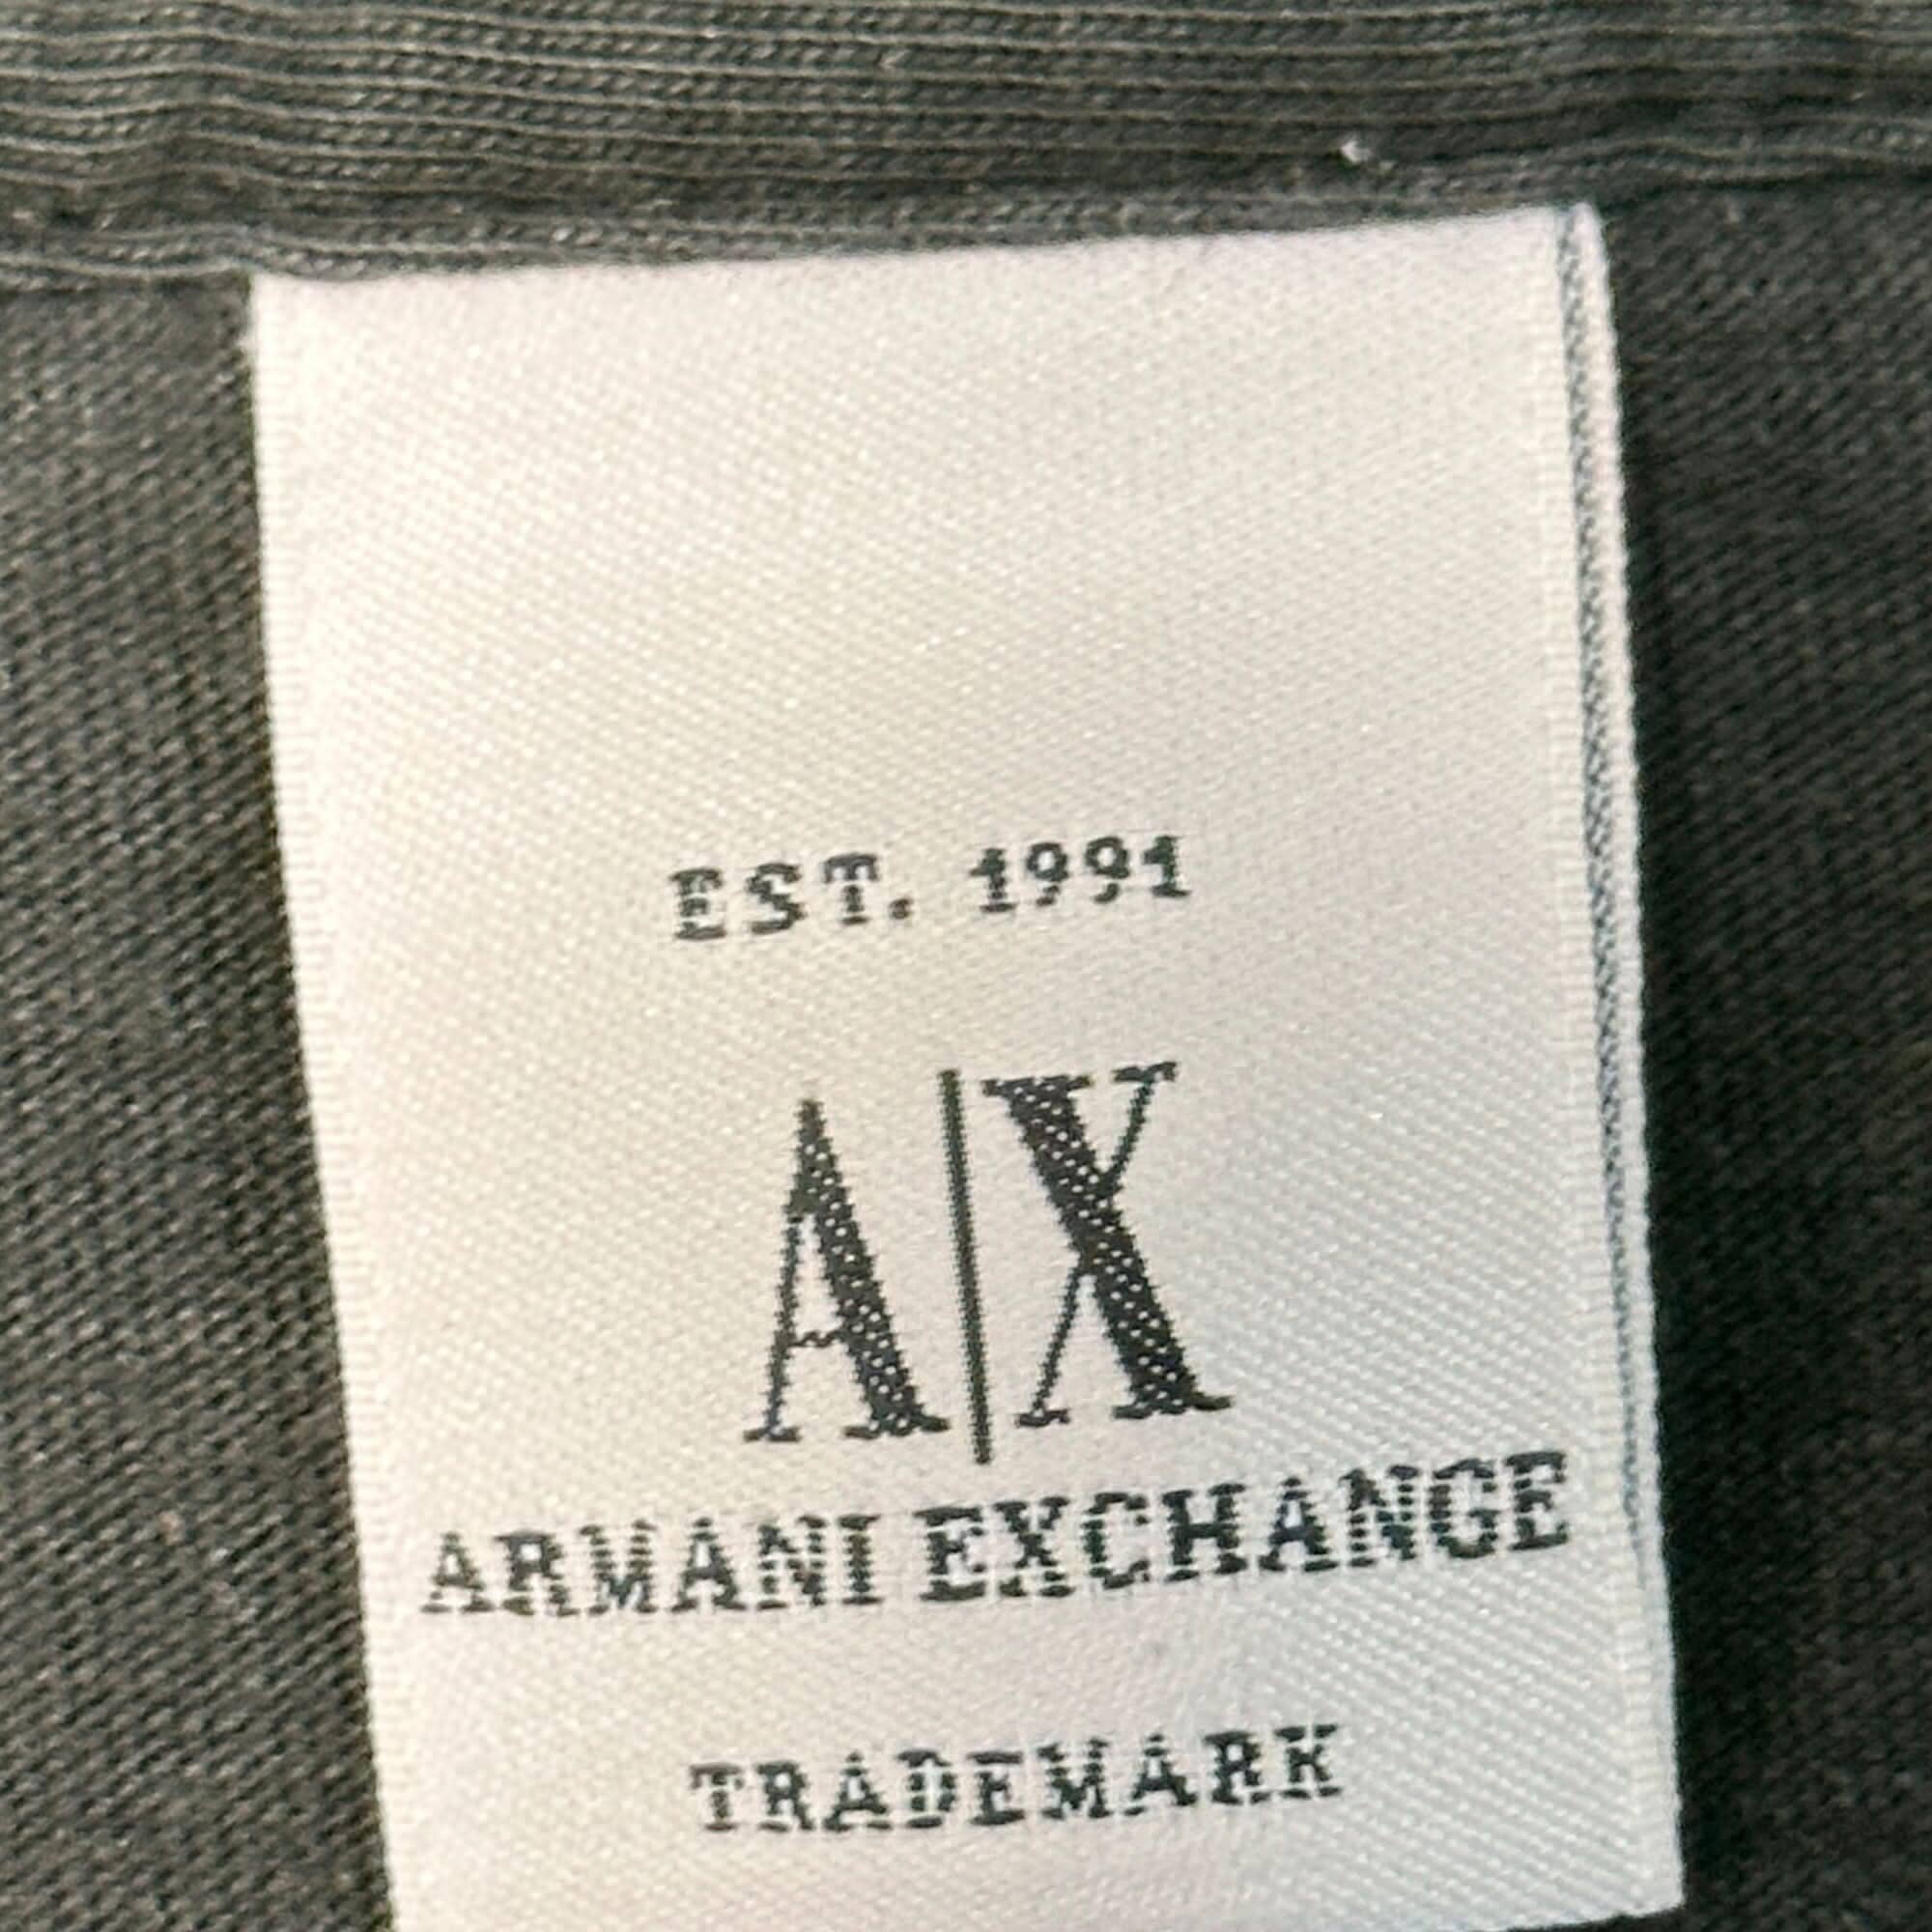 EST. 1991
A|X
ARMANI EXCHANGE
TRADEMARK